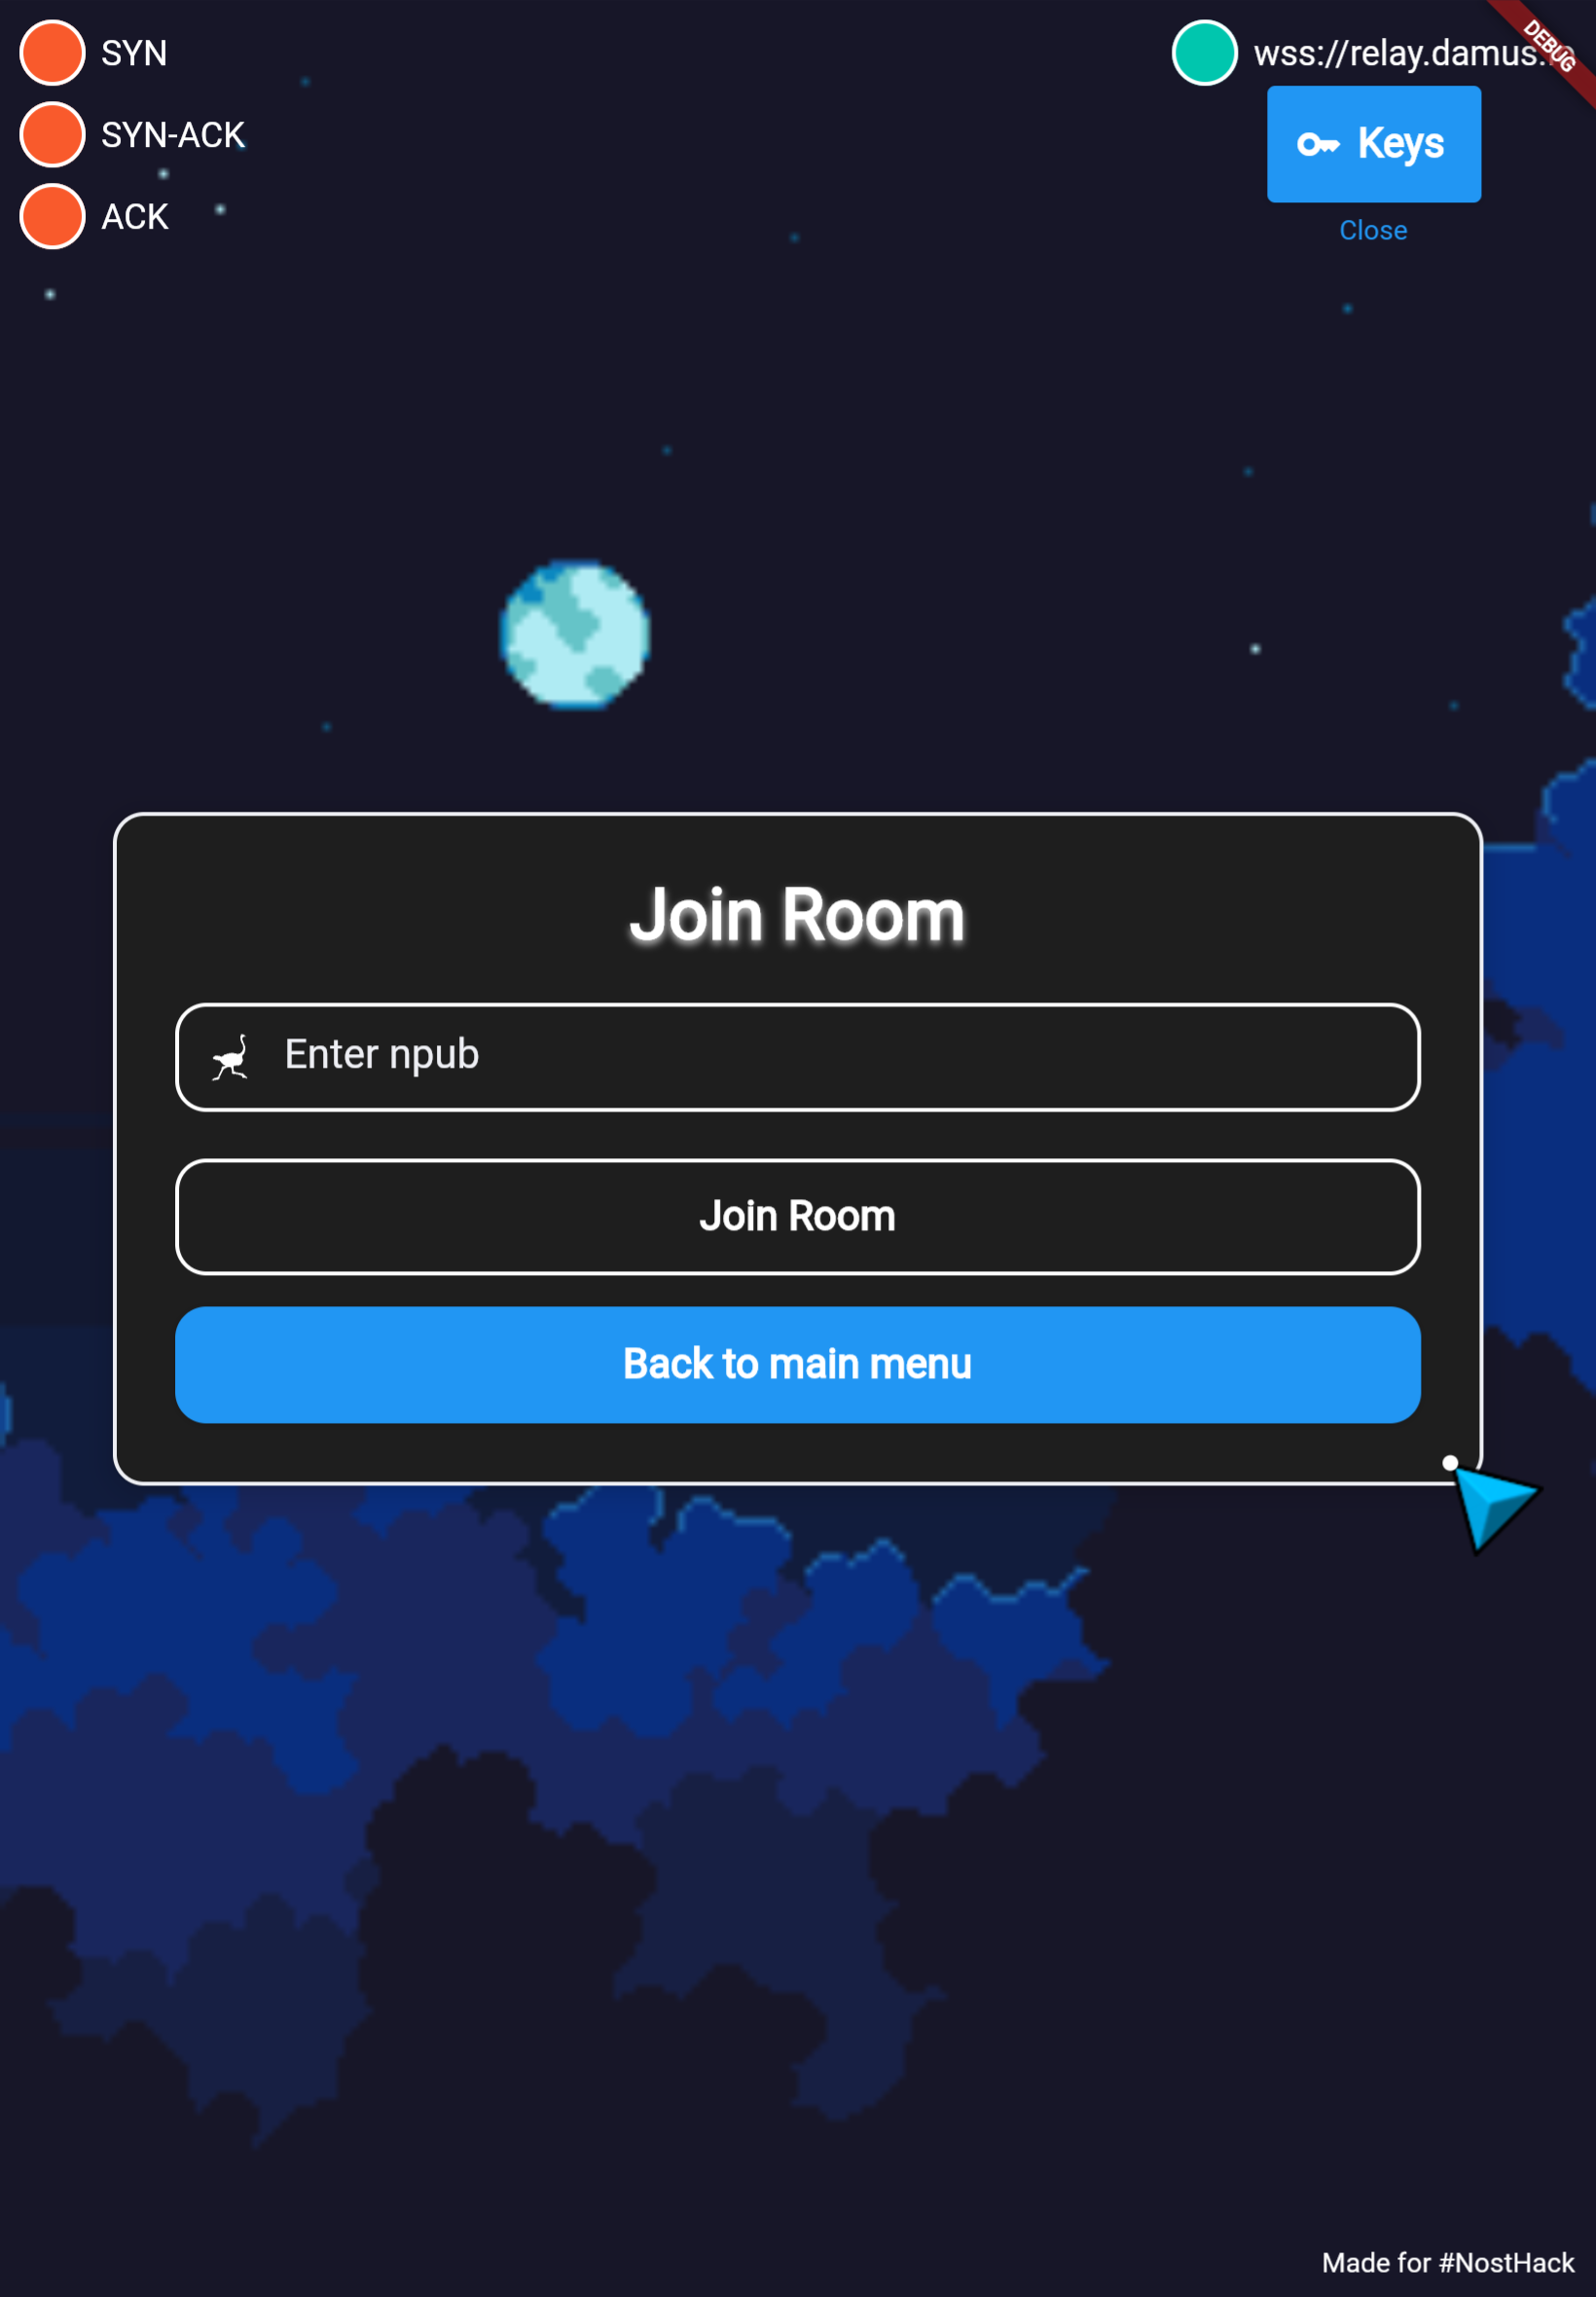 SYN
SYN-ACK
ACK
wss://relay.damus.
DEBUG
Keys
Close
Join Room
Enter npub
Join Room
Back to main menu
Made for #NostHack